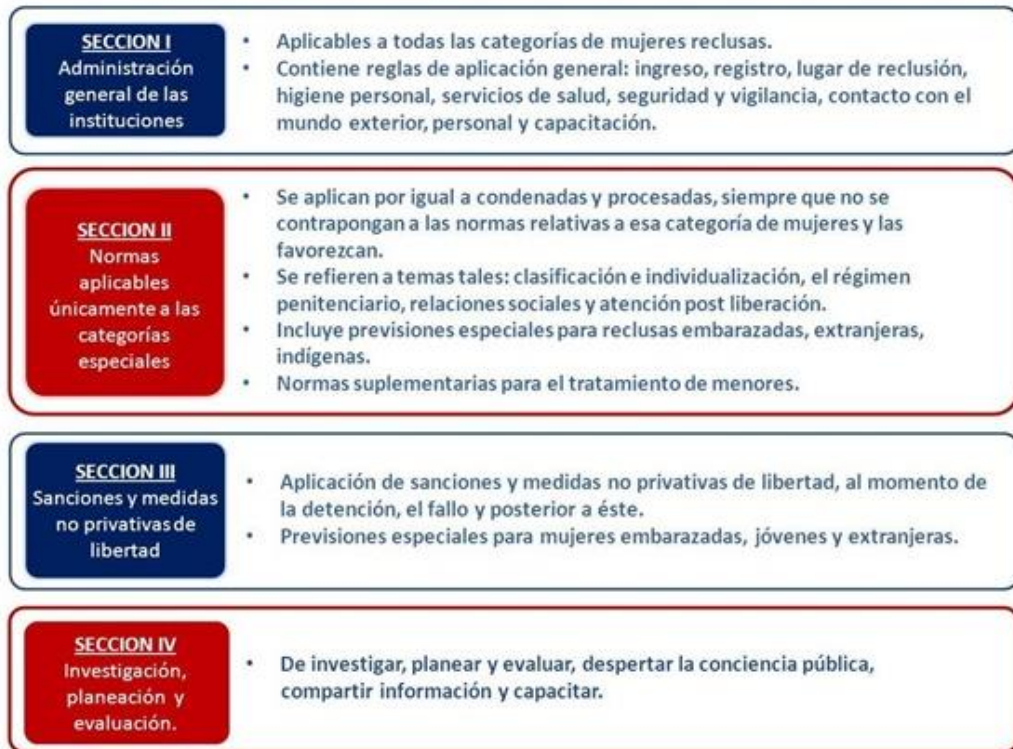 SECCION I
Administración
general de las
instituciones
• Aplicables a todas las categorías de mujeres reclusas.
• Contiene reglas de aplicación general: ingreso, registro, lugar de reclusión,
higiene personal, servicios de salud, seguridad y vigilancia, contacto con el
mundo exterior, personal y capacitación.
SECCION II
Normas
aplicables
únicamente a las
categorías
especiales
• Se aplican por igual a condenadas y procesadas, siempre que no se
contrapongan a las normas relativas a esa categoría de mujeres y las
favorezcan.
• Se refieren a temas tales: clasificación e individualización, el régimen
penitenciario, relaciones sociales y atención post liberación.
• Incluye previsiones especiales para reclusas embarazadas, extranjeras,
indígenas.
• Normas suplementarias para el tratamiento de menores.
SECCION III
Sanciones y medidas
no privativas de
libertad
• Aplicación de sanciones y medidas no privativas de libertad, al momento de
la detención, el fallo y posterior a éste.
• Previsiones especiales para mujeres embarazadas, jóvenes y extranjeras.
SECCION IV
Investigación,
planeación y
evaluación.
• De investigar, planear y evaluar, despertar la conciencia pública,
compartir información y capacitar.